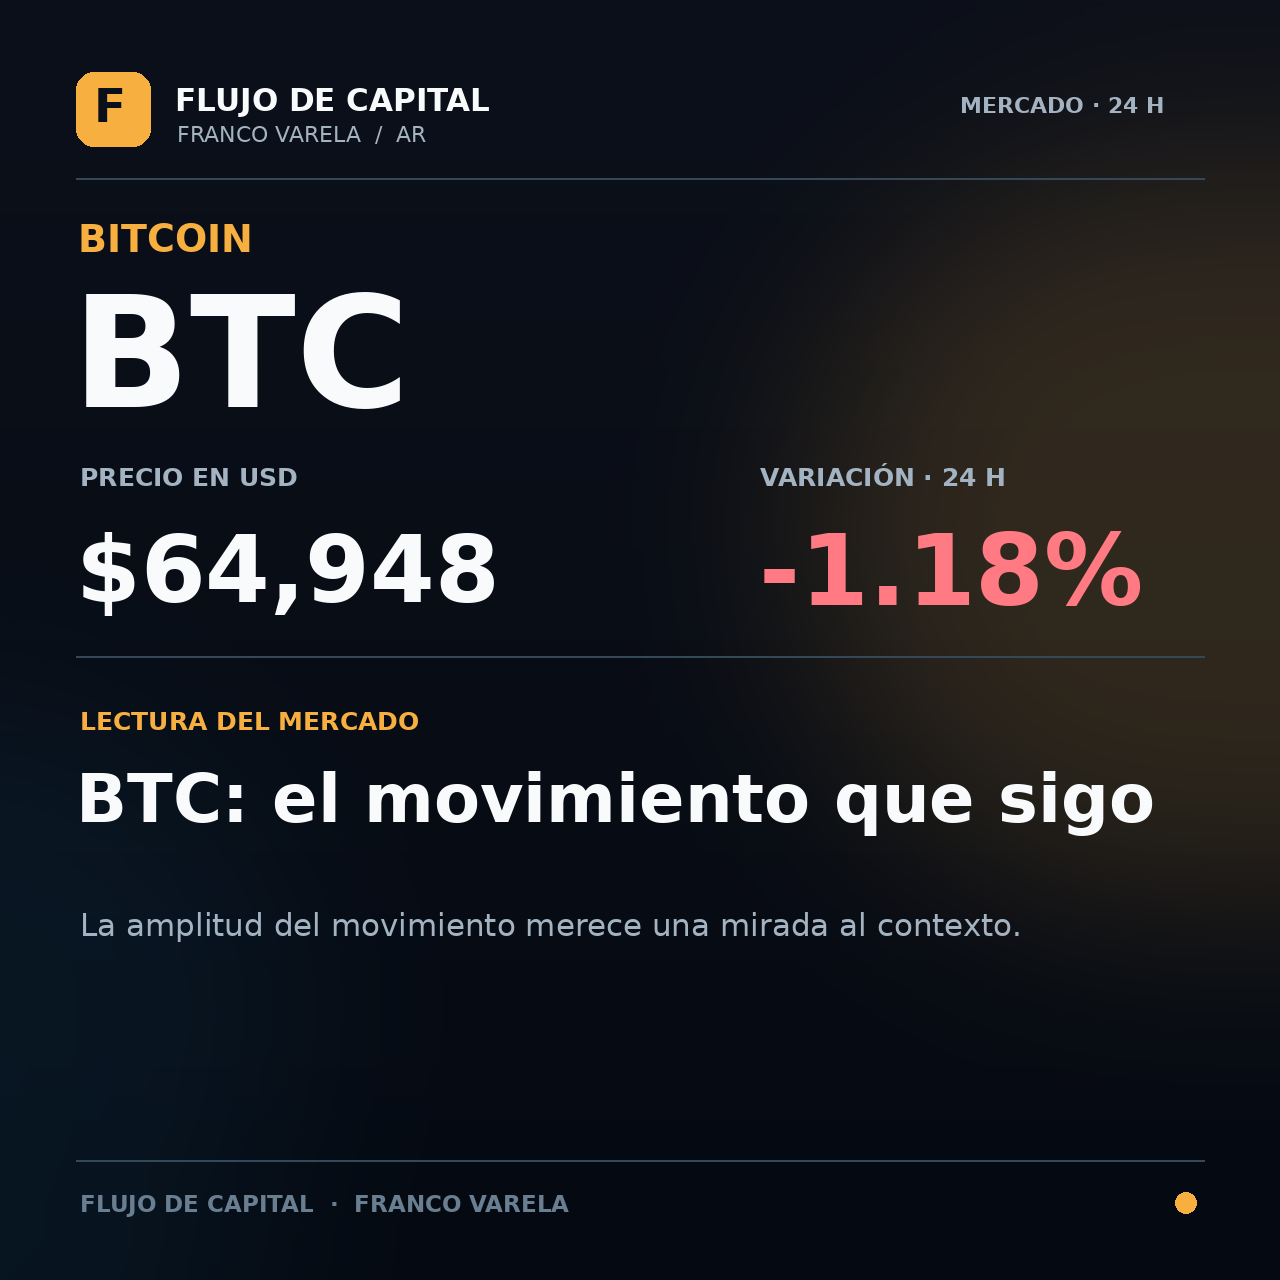 F
FLUJO DE CAPITAL
FRANCO VARELA / AR
MERCADO · 24 H
BITCOIN
BTC
PRECIO EN USD
VARIACIÓN · 24 H
$64,948
-1.18%
LECTURA DEL MERCADO
BTC: el movimiento que sigo
La amplitud del movimiento merece una mirada al contexto.
FLUJO DE CAPITAL · FRANCO VARELA